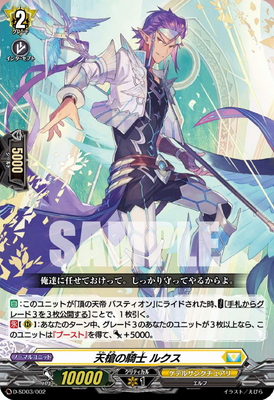 2
グレード
インターセプト
5000
シールド
SAMPLE
俺達に任せておけって。しっかり守ってやるからよ。
:このユニットが「頂の天帝 バスティオン」にライドされた時、[手札からグレード3を3枚公開する]ことで、1枚引く。
:あなたのターン中、グレード3のあなたのユニットが3枚以上なら、このユニットは『ブースト』を得て、パワー+5000。
ノーマルユニット
天槍の騎士 ルクス
10000
クリティカル
1
ケテルサンクチュアリ
エルフ
D-SD03/002
イラスト/えびら